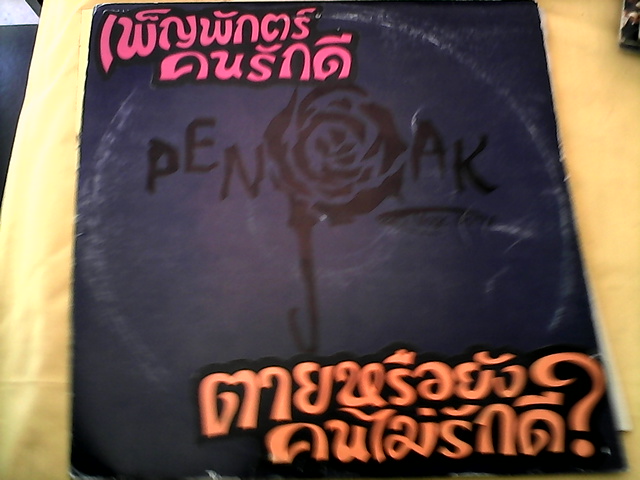 เพ็ญพักตร์
คนรักดี
PEN PAK
ตายหรือยัง
คนไม่รักดี?